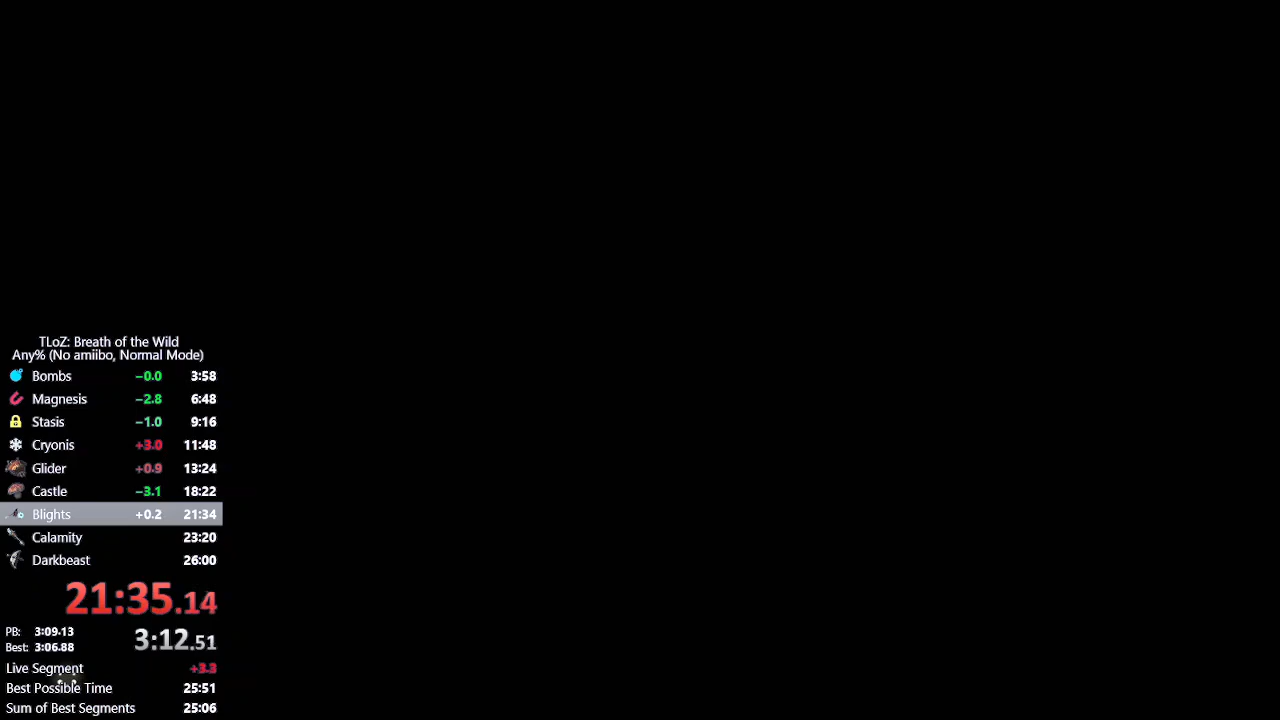 TLoZ: Breath of the Wild
Any% (No amiibo, Normal Mode)
Bombs −0.0 3:58
Magnesis −2.8 6:48
Stasis −1.0 9:16
Cryonis +3.0 11:48
Glider +0.9 13:24
Castle −3.1 18:22
Blights +0.2 21:34
Calamity 23:20
Darkbeast 26:00
21:35.14
PB: 3:09.13
Best: 3:06.88
3:12.51
Live Segment +3.3
Best Possible Time 25:51
Sum of Best Segments 25:06